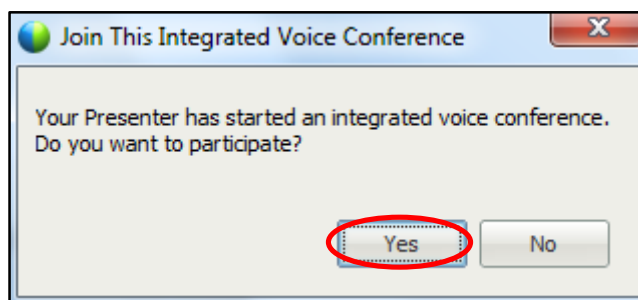 Join This Integrated Voice Conference
Your Presenter has started an integrated voice conference.
Do you want to participate?
Yes No